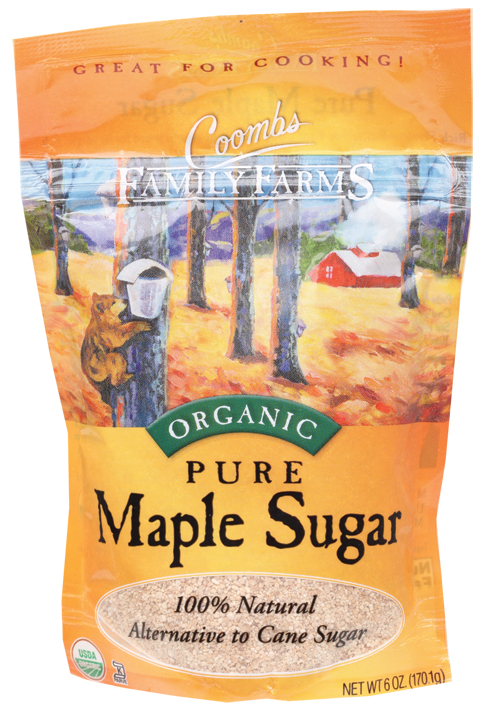 GREAT FOR COOKING!
Coombs
FAMILY FARMS
ORGANIC
PURE
Maple Sugar
100% Natural
Alternative to Cane Sugar
USDA
ORGANIC
K
NET WT 6 OZ. (170.1g)